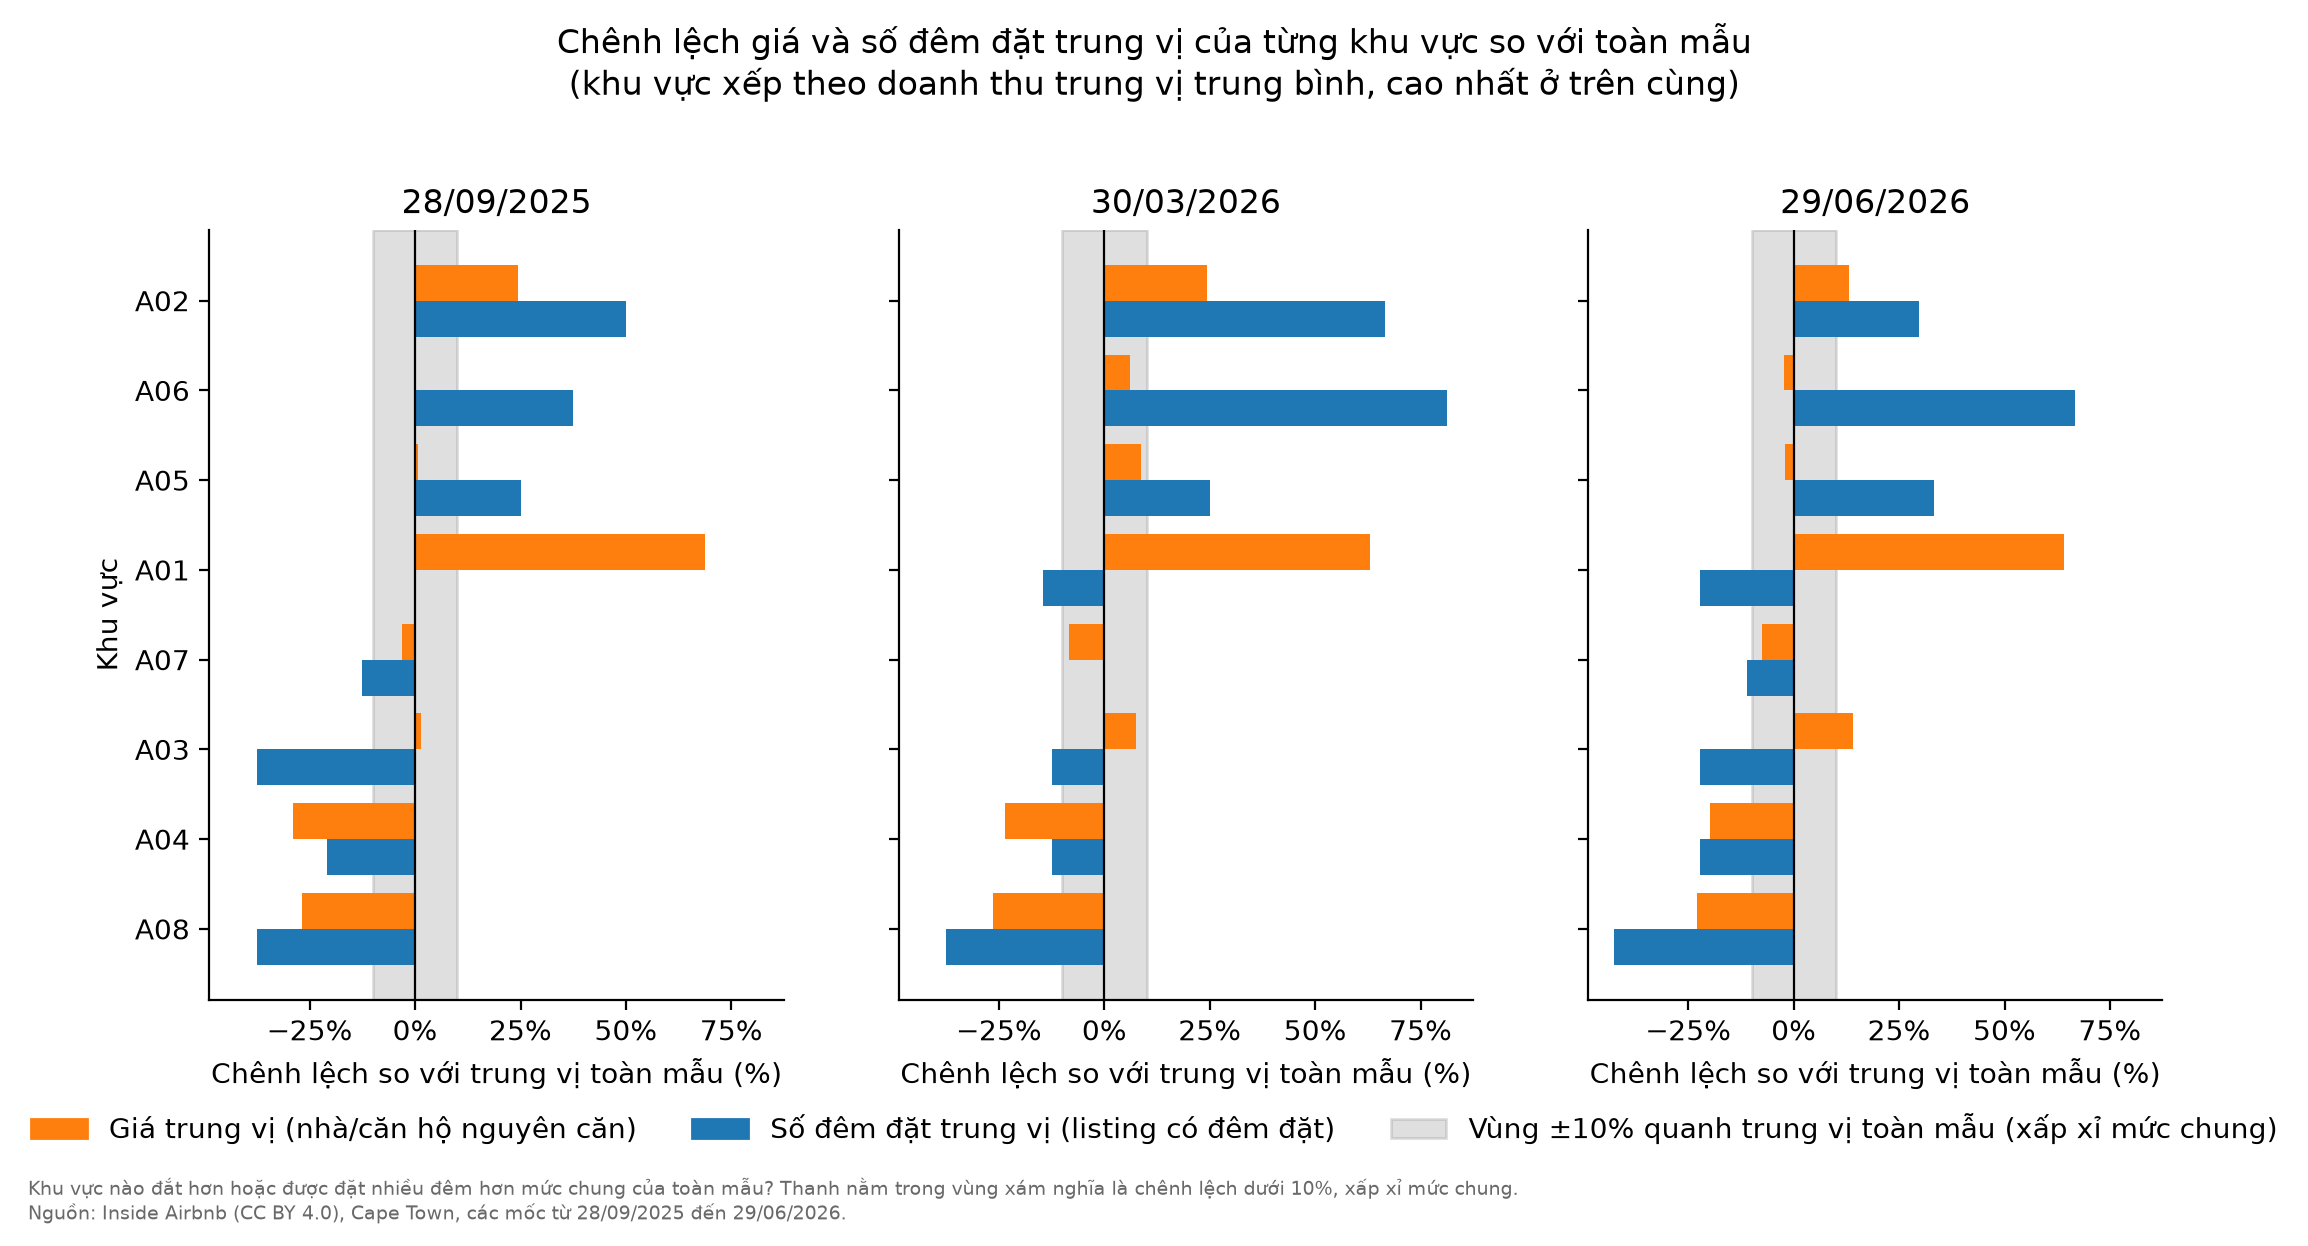 Chênh lệch giá và số đêm đặt trung vị của từng khu vực so với toàn mẫu
(khu vực xếp theo doanh thu trung vị trung bình, cao nhất ở trên cùng)
28/09/2025
30/03/2026
29/06/2026
Khu vực
A02
A06
A05
A01
A07
A03
A04
A08
−25% 0% 25% 50% 75%
−25% 0% 25% 50% 75%
−25% 0% 25% 50% 75%
Chênh lệch so với trung vị toàn mẫu (%)
Chênh lệch so với trung vị toàn mẫu (%)
Chênh lệch so với trung vị toàn mẫu (%)
Giá trung vị (nhà/căn hộ nguyên căn)
Số đêm đặt trung vị (listing có đêm đặt)
Vùng ±10% quanh trung vị toàn mẫu (xấp xỉ mức chung)
Khu vực nào đắt hơn hoặc được đặt nhiều đêm hơn mức chung của toàn mẫu? Thanh nằm trong vùng xám nghĩa là chênh lệch dưới 10%, xấp xỉ mức chung.
Nguồn: Inside Airbnb (CC BY 4.0), Cape Town, các mốc từ 28/09/2025 đến 29/06/2026.